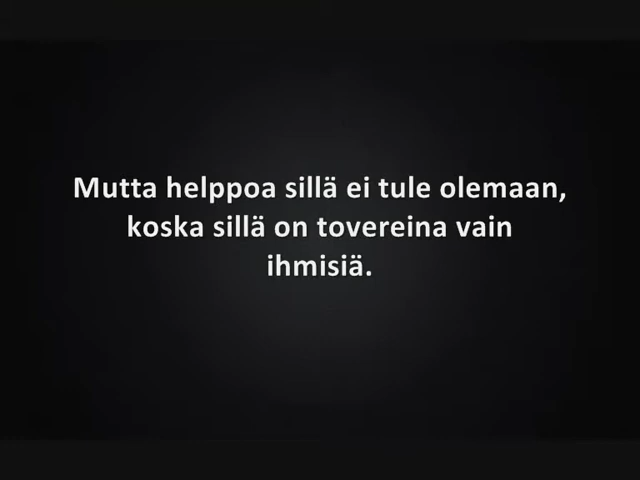 Mutta helppoa sillä ei tule olemaan,
koska sillä on tovereina vain
ihmisiä.